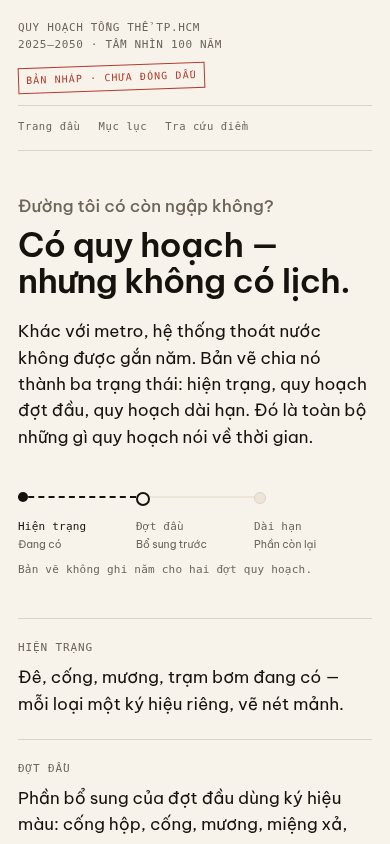 QUY HOẠCH TỔNG THỂ TP.HCM
2025–2050 · TẦM NHÌN 100 NĂM
BẢN NHÁP · CHƯA ĐÓNG DẤU
Trang đầu Mục lục Tra cứu điểm
Đường tôi có còn ngập không?
Có quy hoạch —
nhưng không có lịch.
Khác với metro, hệ thống thoát nước
không được gắn năm. Bản vẽ chia nó
thành ba trạng thái: hiện trạng, quy hoạch
đợt đầu, quy hoạch dài hạn. Đó là toàn bộ
những gì quy hoạch nói về thời gian.
Hiện trạng Đợt đầu Dài hạn
Đang có Bổ sung trước Phần còn lại
Bản vẽ không ghi năm cho hai đợt quy hoạch.
HIỆN TRẠNG
Đê, cống, mương, trạm bơm đang có —
mỗi loại một ký hiệu riêng, vẽ nét mảnh.
ĐỢT ĐẦU
Phần bổ sung của đợt đầu dùng ký hiệu
màu: cống hộp, cống, mương, miệng xả,